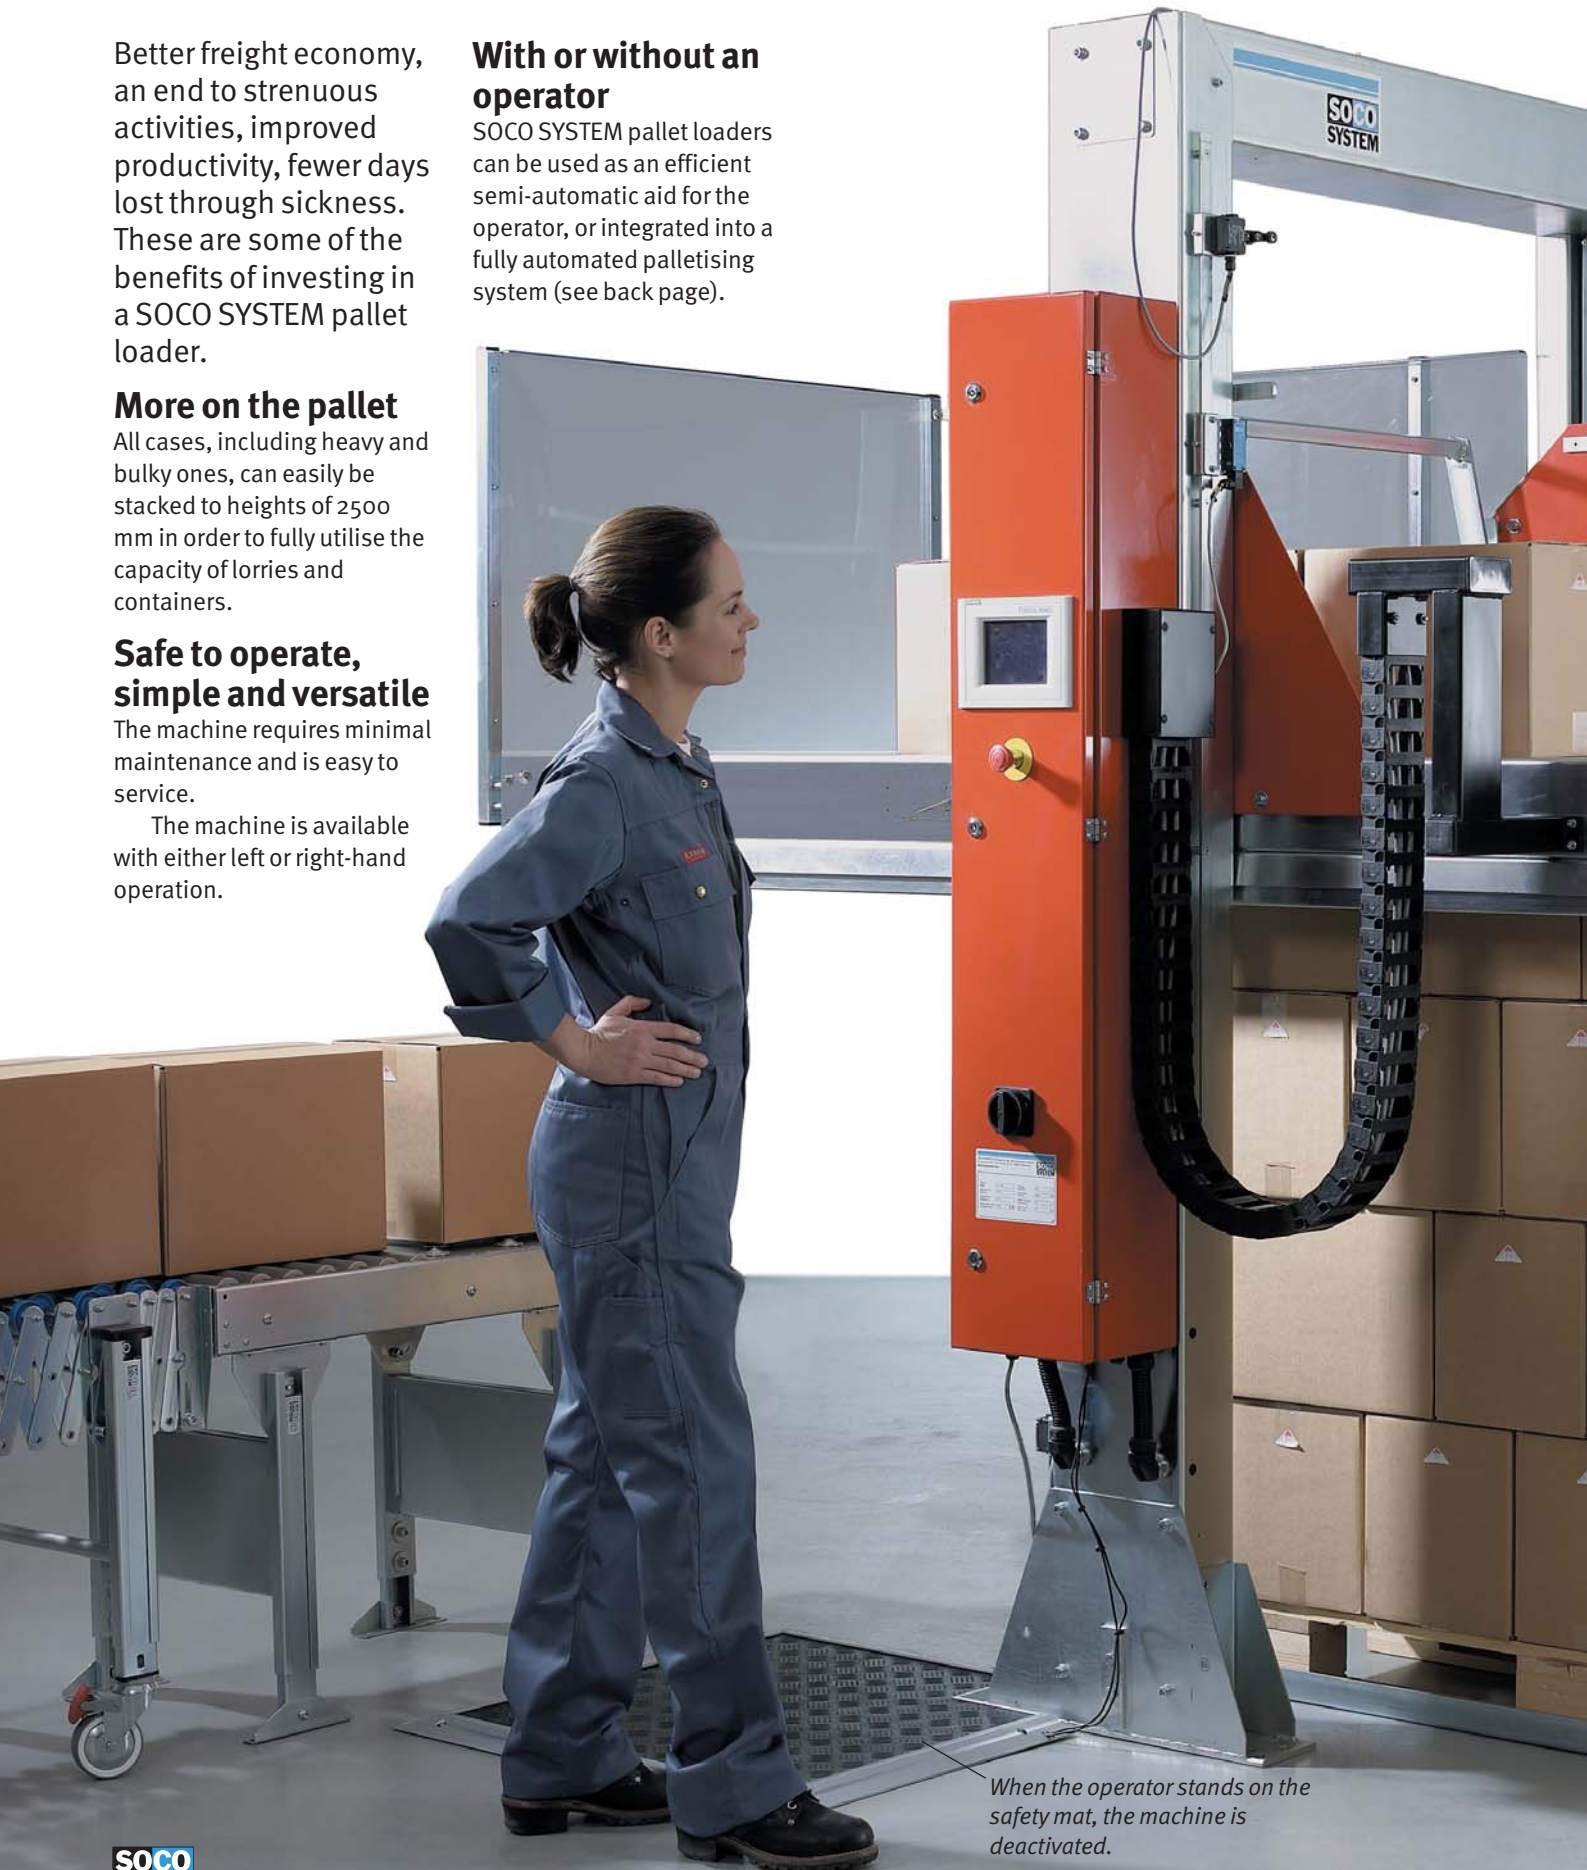 Better freight economy,
an end to strenuous
activities, improved
productivity, fewer days
lost through sickness.
These are some of the
benefits of investing in
a SOCO SYSTEM pallet
loader.
More on the pallet
All cases, including heavy and
bulky ones, can easily be
stacked to heights of 2500
mm in order to fully utilise the
capacity of lorries and
containers.
Safe to operate,
simple and versatile
The machine requires minimal
maintenance and is easy to
service.
The machine is available
with either left or right-hand
operation.
With or without an
operator
SOCO SYSTEM pallet loaders
can be used as an efficient
semi-automatic aid for the
operator, or integrated into a
fully automated palletising
system (see back page).
SOCO
SYSTEM
When the operator stands on the
safety mat, the machine is
deactivated.
SOCO